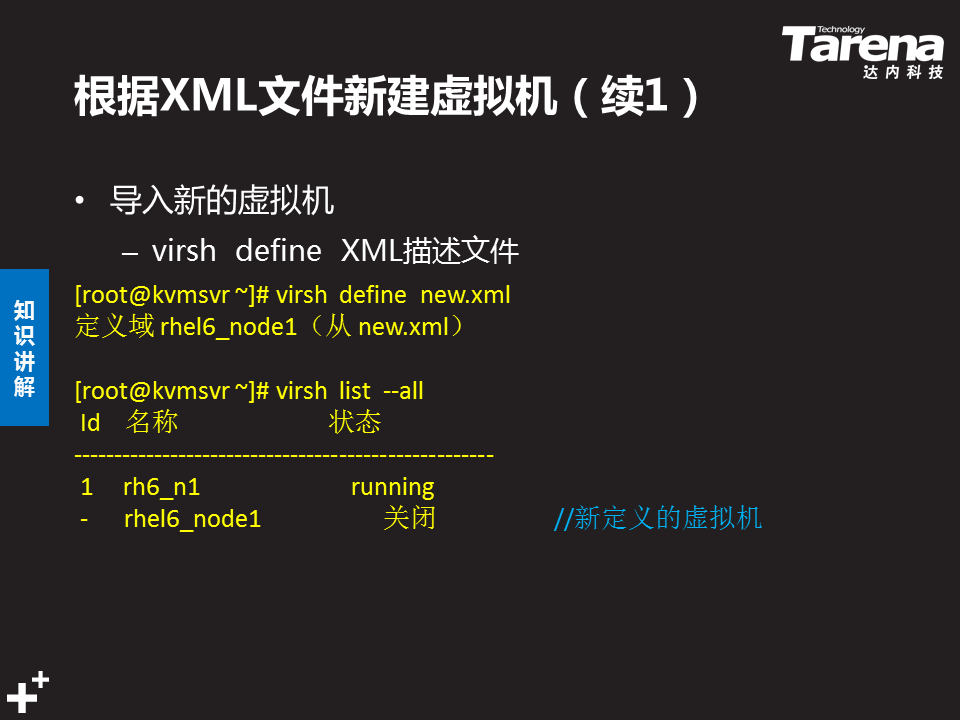 Technology
Tarena
达内科技
根据XML文件新建虚拟机（续1）
• 导入新的虚拟机
– virsh define XML描述文件
知识讲解
[root@kvmsvr ~]# virsh define new.xml
定义域 rhel6_node1（从 new.xml）
[root@kvmsvr ~]# virsh list --all
Id 名称 状态
----------------------------------------------------
1 rh6_n1 running
- rhel6_node1 关闭 //新定义的虚拟机